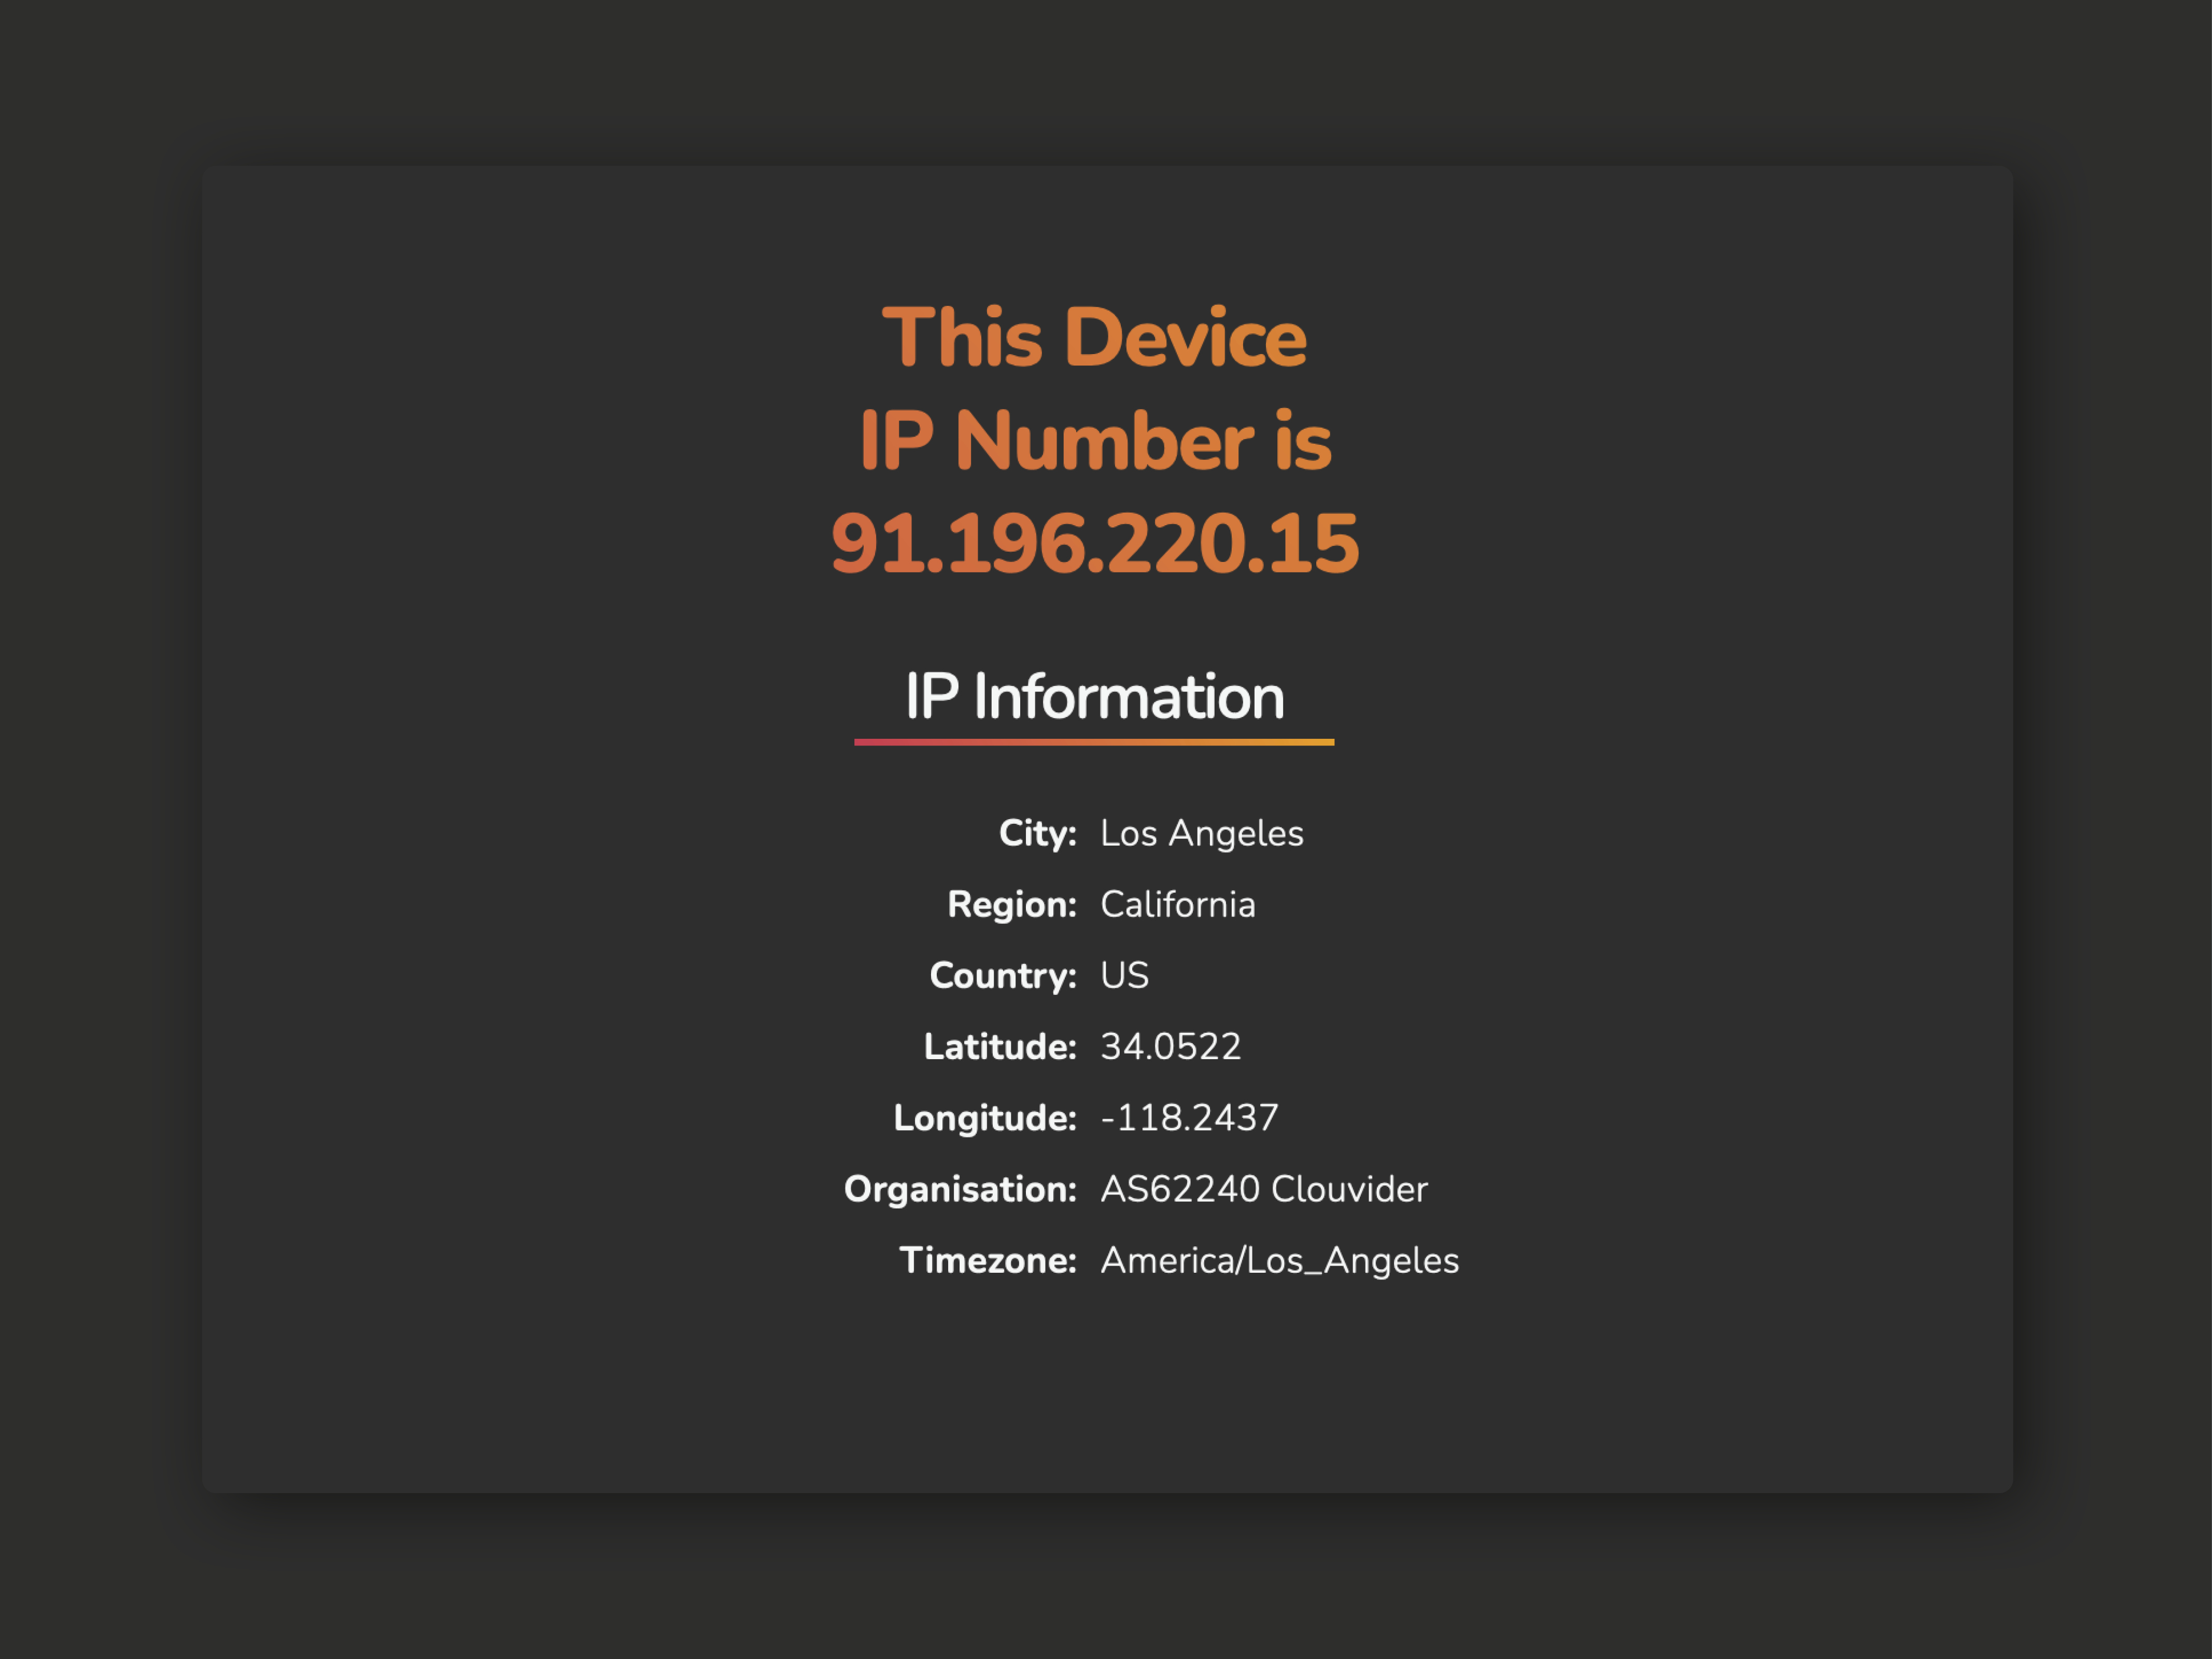 This Device
IP Number is
91.196.220.15
IP Information
City: Los Angeles
Region: California
Country: US
Latitude: 34.0522
Longitude: -118.2437
Organisation: AS62240 Clouvider
Timezone: America/Los_Angeles